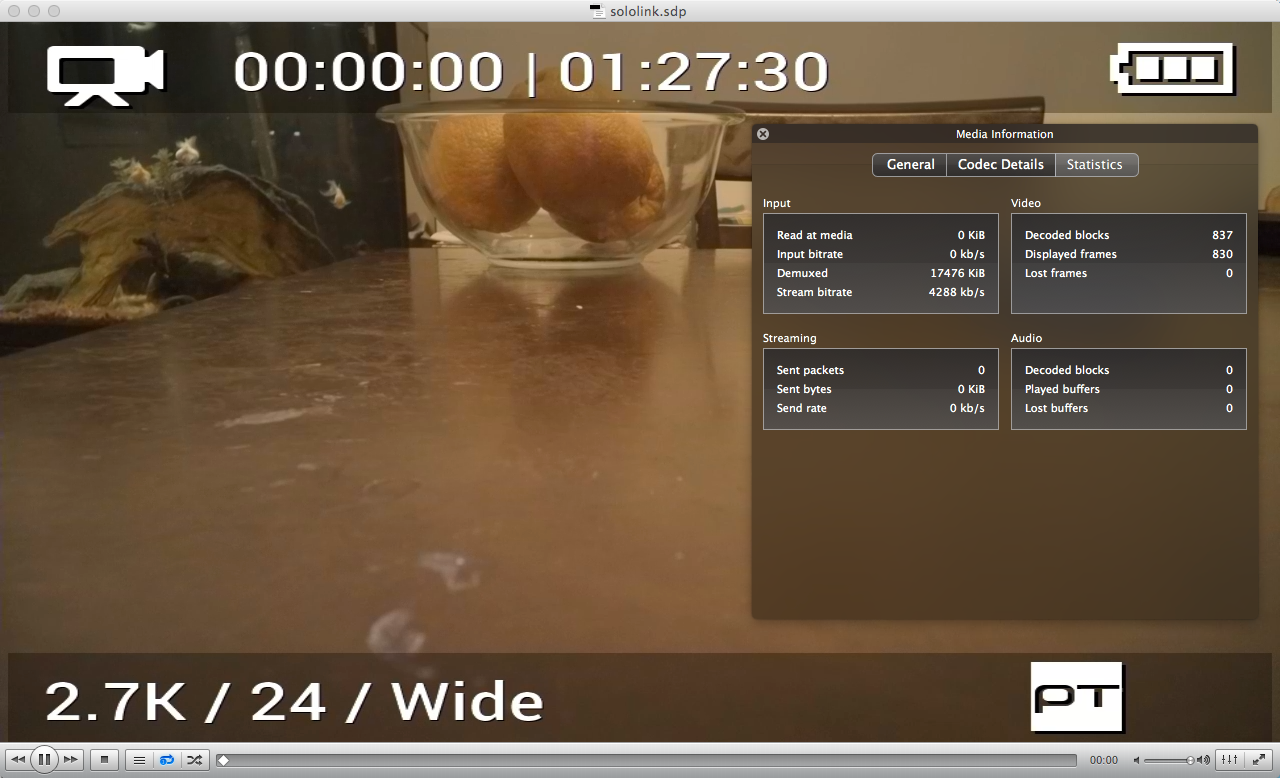 sololink.sdp
00:00:00 | 01:27:30
Media Information
General Codec Details Statistics
Input
Read at media 0 KiB
Input bitrate 0 kb/s
Demuxed 17476 KiB
Stream bitrate 4288 kb/s
Video
Decoded blocks 837
Displayed frames 830
Lost frames 0
Streaming
Sent packets 0
Sent bytes 0 KiB
Send rate 0 kb/s
Audio
Decoded blocks 0
Played buffers 0
Lost buffers 0
2.7K / 24 / Wide
PT
00:00